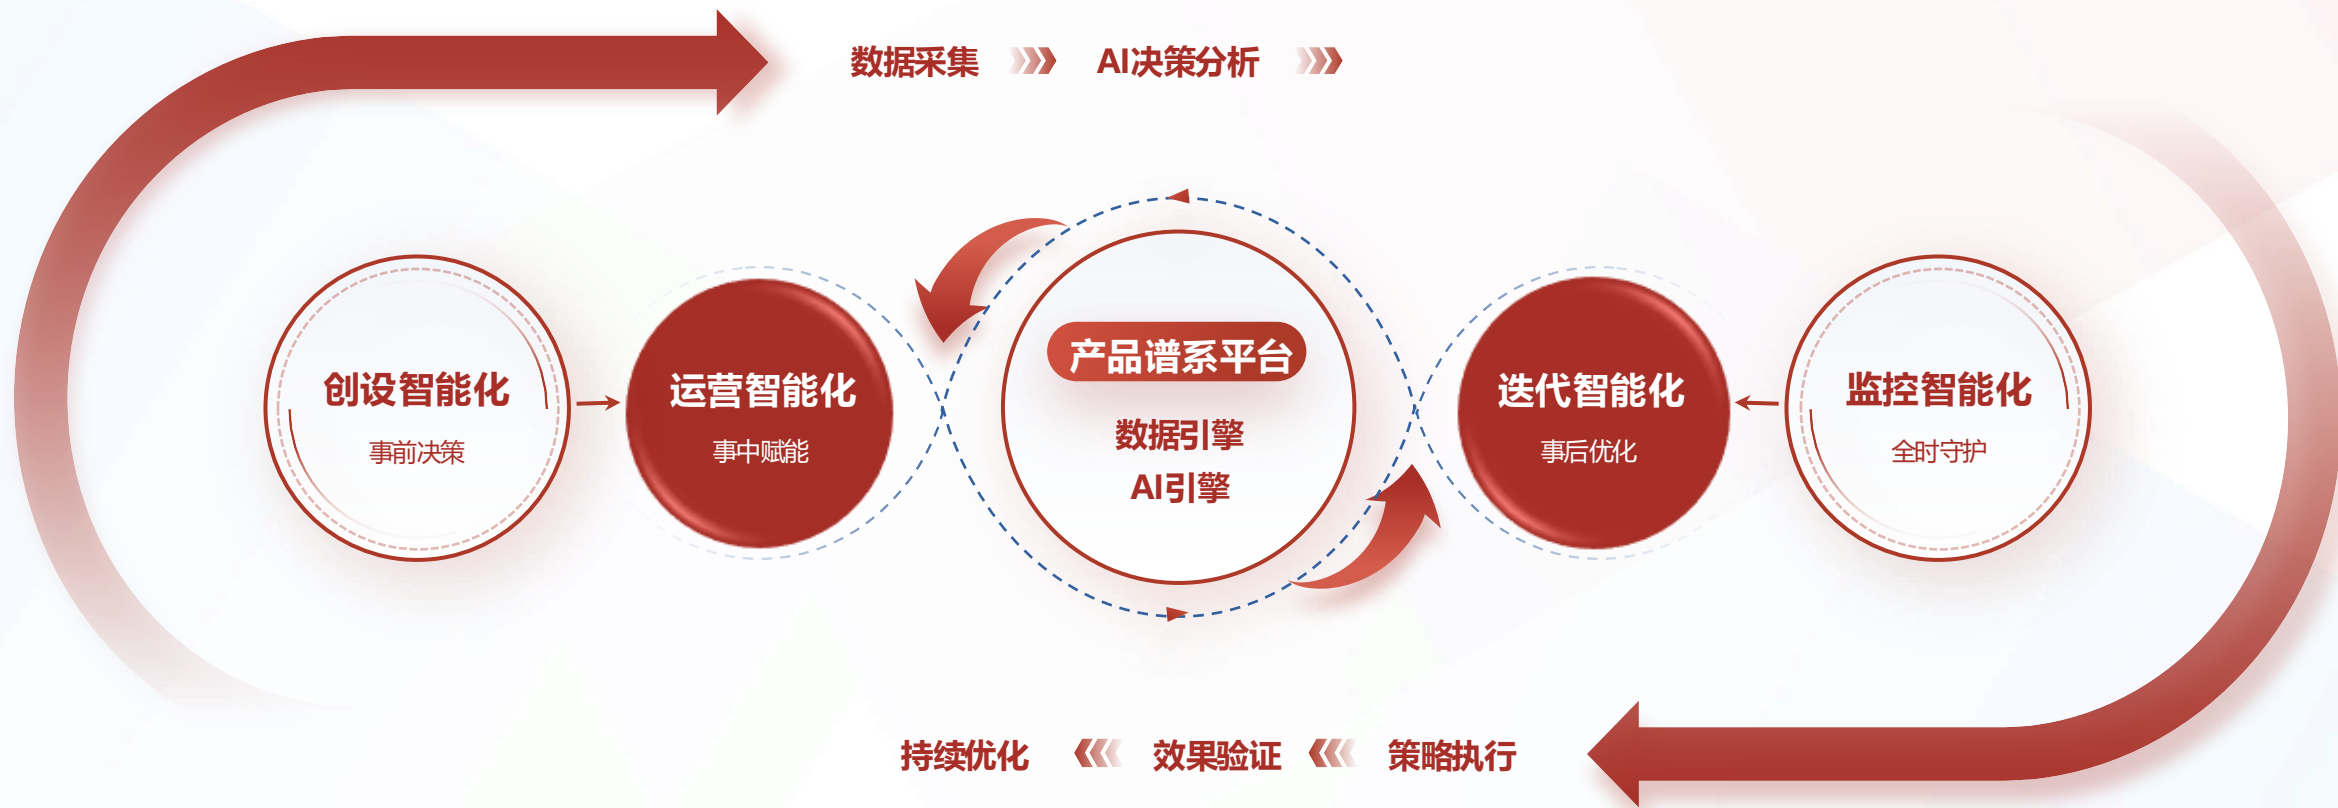 数据采集
AI决策分析
创设智能化
事前决策
运营智能化
事中赋能
产品谱系平台
数据引擎
AI引擎
迭代智能化
事后优化
监控智能化
全时守护
持续优化
效果验证
策略执行